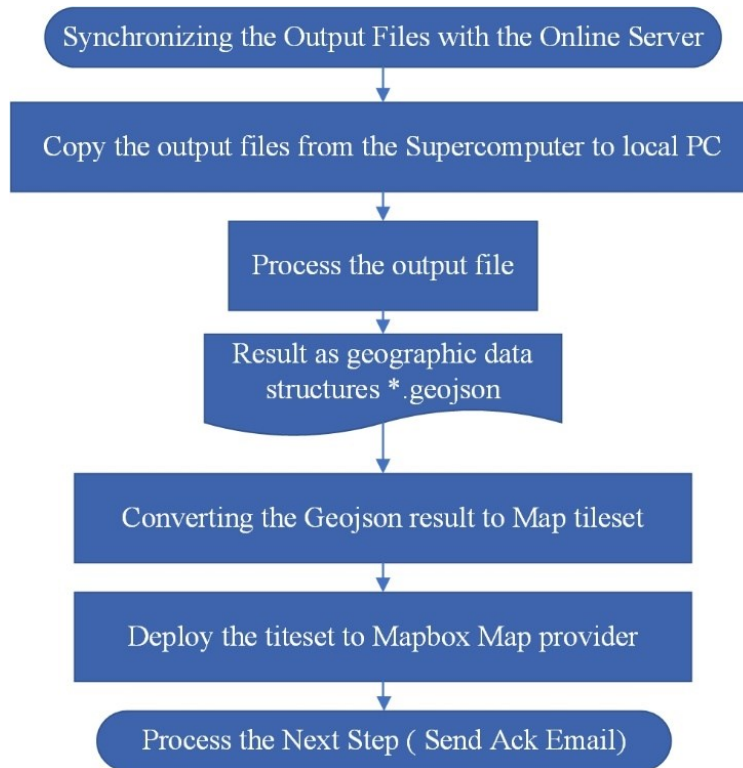 Synchronizing the Output Files with the Online Server
Copy the output files from the Supercomputer to local PC
Process the output file
Result as geographic data
structures *.geojson
Converting the Geojson result to Map tileset
Deploy the titeset to Mapbox Map provider
Process the Next Step ( Send Ack Email)